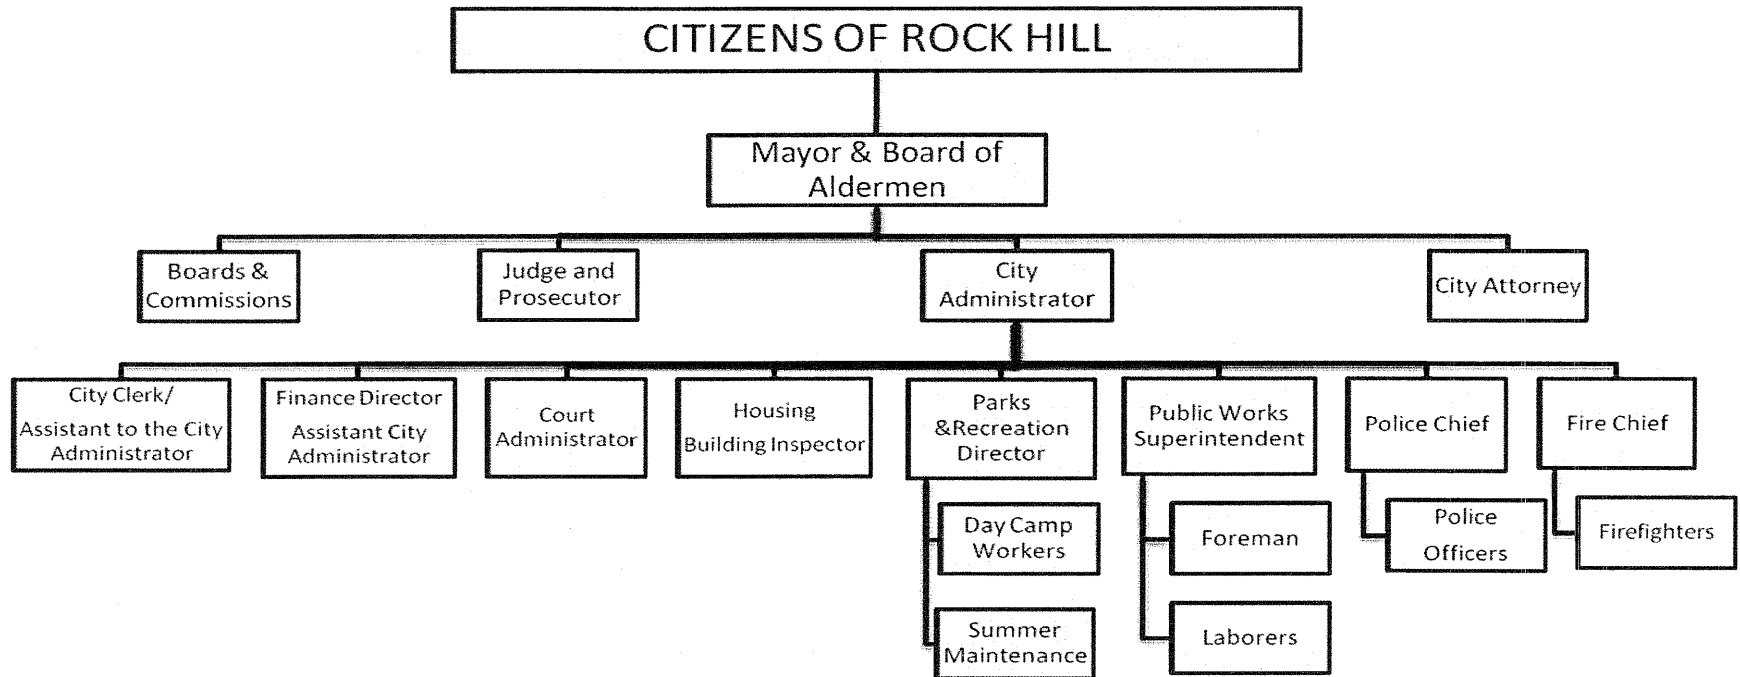 CITIZENS OF ROCK HILL
Mayor & Board of
Aldermen
Boards &
Commissions
Judge and
Prosecutor
City
Administrator
City Attorney
City Clerk/
Assistant to the City
Administrator
Finance Director
Assistant City
Administrator
Court
Administrator
Housing
Building Inspector
Parks
&Recreation
Director
Public Works
Superintendent
Police Chief
Fire Chief
Day Camp
Workers
Foreman
Police
Officers
Firefighters
Summer
Maintenance
Laborers